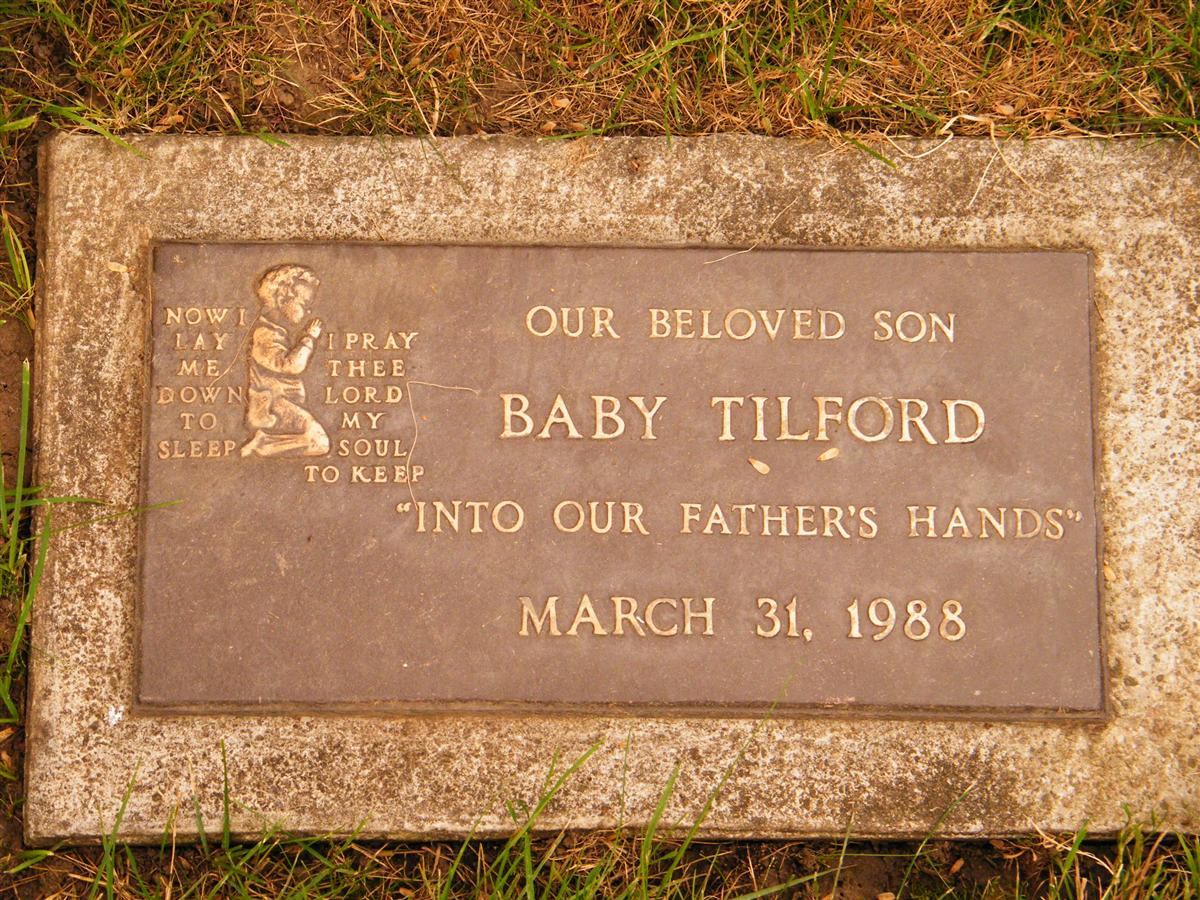 NOW I
LAY
ME
DOWN
TO
SLEEP
I PRAY
THEE
LORD
MY
SOUL
TO KEEP
OUR BELOVED SON
BABY TILFORD
"INTO OUR FATHER'S HANDS"
MARCH 31, 1988